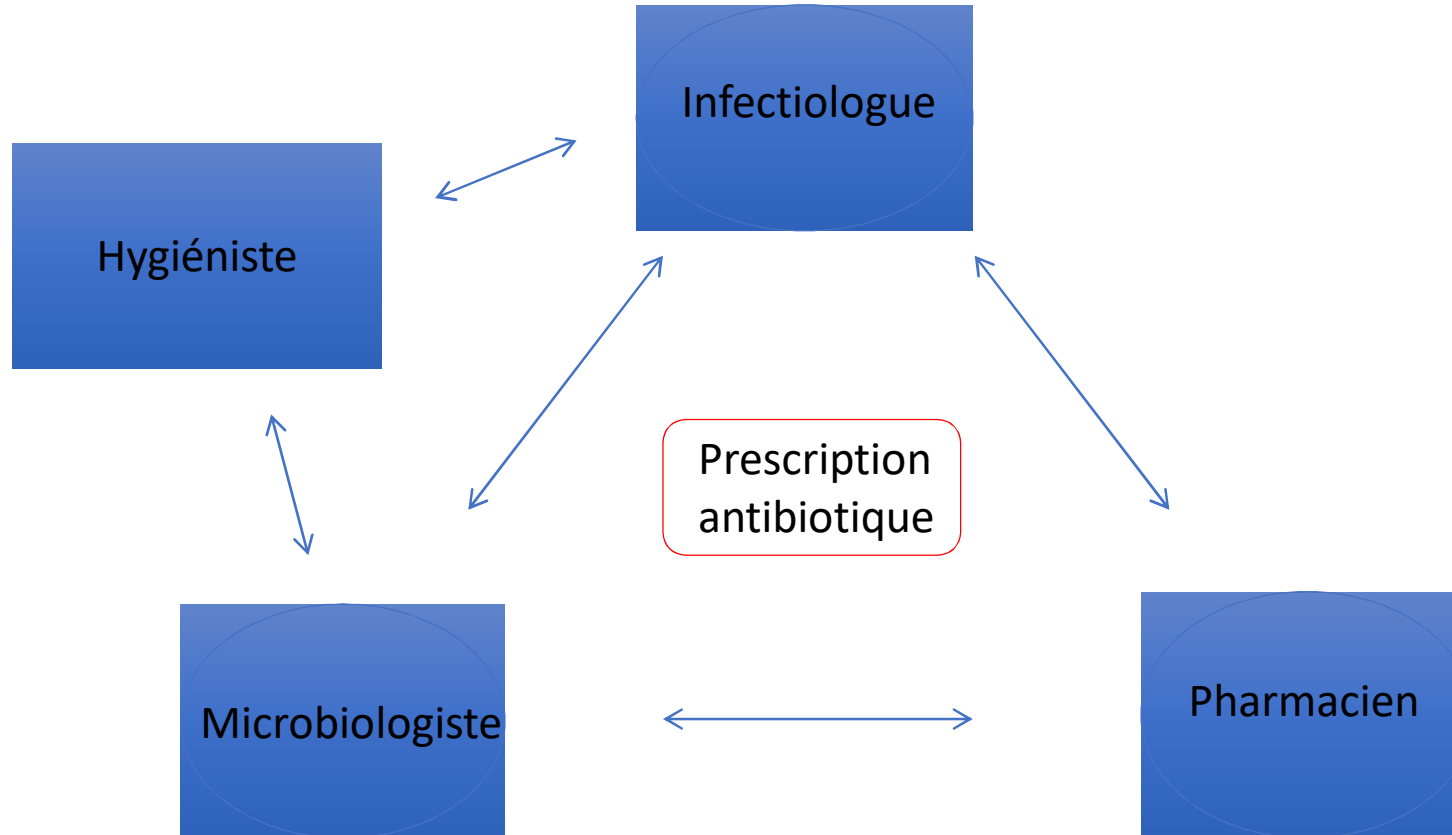 Infectiologue
Hygiéniste
Prescription
antibiotique
Microbiologiste
Pharmacien